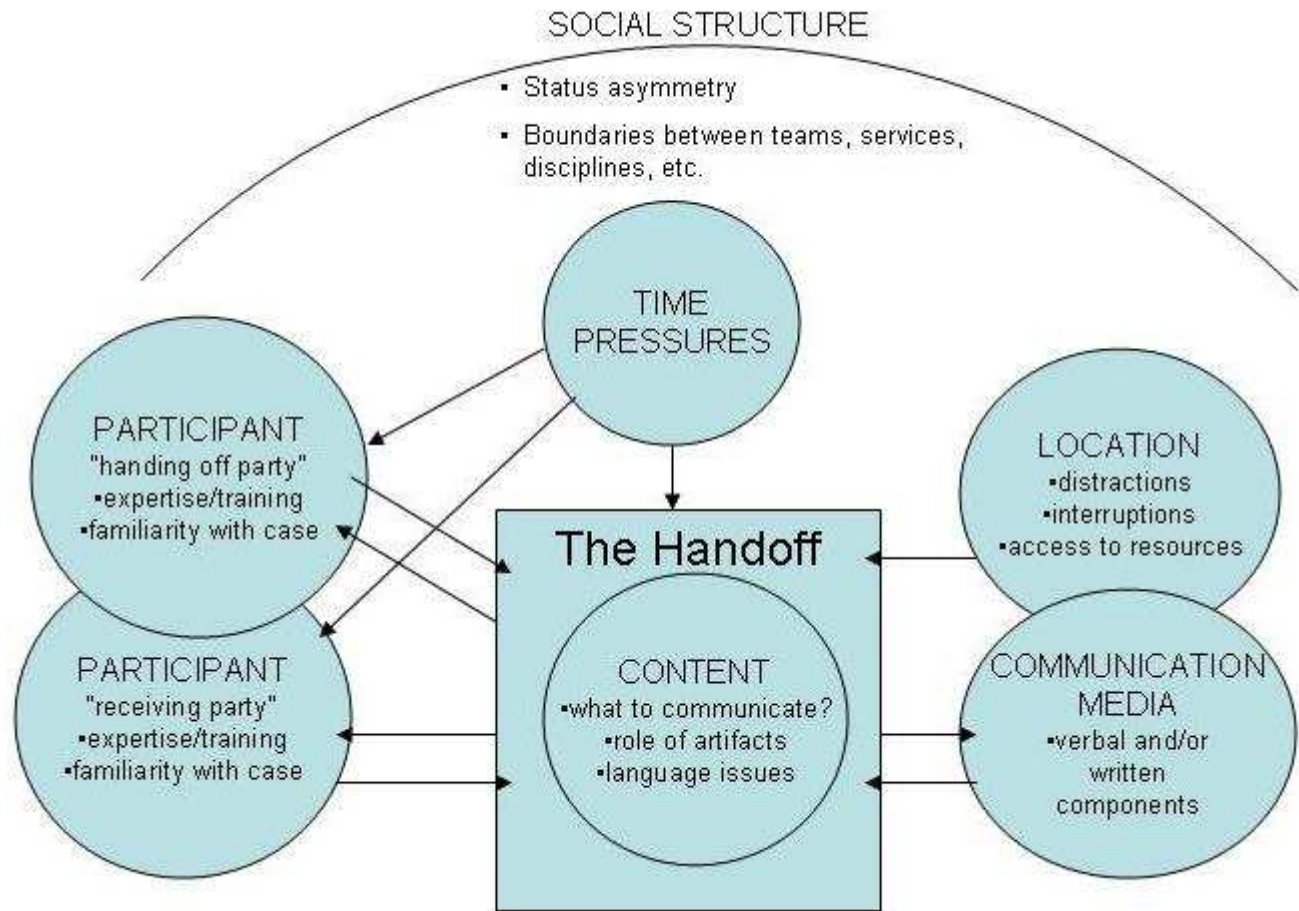 SOCIAL STRUCTURE
▪ Status asymmetry
▪ Boundaries between teams, services,
disciplines, etc.
TIME
PRESSURES
PARTICIPANT
"handing off party"
▪expertise/training
▪familiarity with case
PARTICIPANT
"receiving party"
▪expertise/training
▪familiarity with case
The Handoff
CONTENT
▪what to communicate?
▪role of artifacts
▪language issues
LOCATION
▪distractions
▪interruptions
▪access to resources
COMMUNICATION
MEDIA
▪verbal and/or
written
components